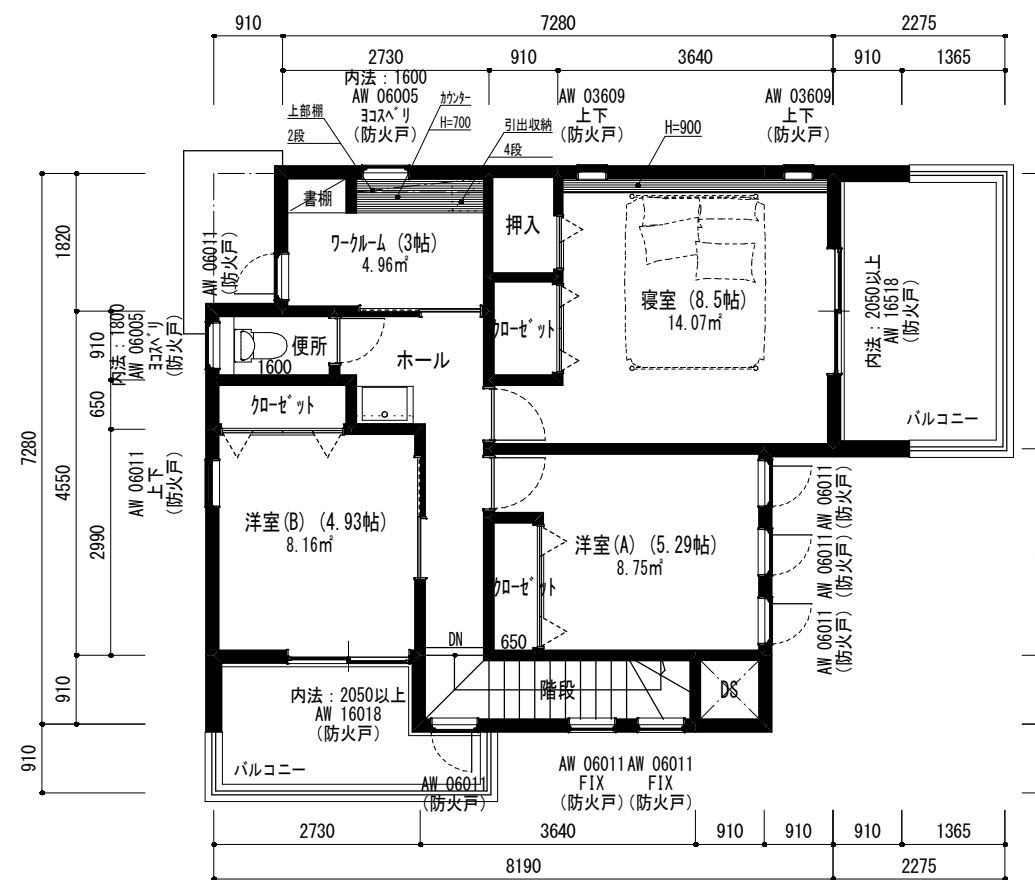 910
7280
2275
2730
910
3640
910
1365
内法：1600
AW 06005
ﾖｺｽﾍﾞﾘ
(防火戸)
上部棚
2段
ｶｳﾝﾀｰ
H=700
引出収納
4段
AW 03609
上下
(防火戸)
H=900
AW 03609
上下
(防火戸)
書棚
ﾜｰｸﾙｰﾑ (3帖)
4.96㎡
押入
寝室 (8.5帖)
14.07㎡
内法：2050以上
AW 16518
(防火戸)
バルコニー
1820
AW 06011
(防火戸)
910
内法：1800
AW 06005
ﾖｺｽﾍﾞﾘ
(防火戸)
便所
1600
ホール
ｸﾛｰｾﾞｯﾄ
650
ｸﾛｰｾﾞｯﾄ
7280
4550
2990
AW 06011
上下
(防火戸)
洋室(B) (4.93帖)
8.16㎡
洋室(A) (5.29帖)
8.75㎡
ｸﾛｰｾﾞｯﾄ
650
AW 06011
(防火戸)
AW 06011
(防火戸)
AW 06011
(防火戸)
DN
階段
DS
910
910
内法：2050以上
AW 16018
(防火戸)
バルコニー
AW 06011
(防火戸)
AW 06011
FIX
(防火戸)
AW 06011
FIX
(防火戸)
2730
3640
910
910
910
1365
8190
2275